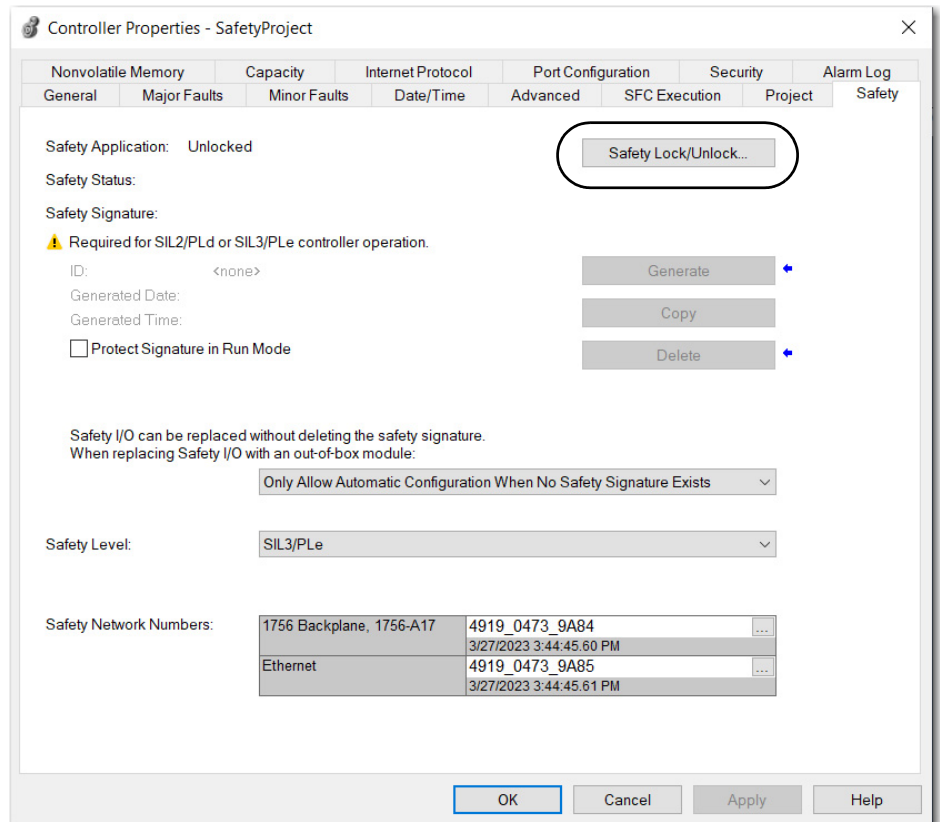 Controller Properties - SafetyProject
Nonvolatile Memory Capacity Internet Protocol Port Configuration Security Alarm Log
General Major Faults Minor Faults Date/Time Advanced SFC Execution Project Safety
Safety Application: Unlocked Safety Lock/Unlock...
Safety Status:
Safety Signature:
Required for SIL2/PLd or SIL3/PLe controller operation.
ID: <none> Generate
Generated Date:
Copy
Generated Time:
Protect Signature in Run Mode
Delete
Safety I/O can be replaced without deleting the safety signature.
When replacing Safety I/O with an out-of-box module:
Only Allow Automatic Configuration When No Safety Signature Exists
Safety Level: SIL3/PLe
Safety Network Numbers: 1756 Backplane, 1756-A17 4919_0473_9A84 ...
3/27/2023 3:44:45.60 PM
Ethernet 4919_0473_9A85 ...
3/27/2023 3:44:45.61 PM
OK Cancel Apply Help